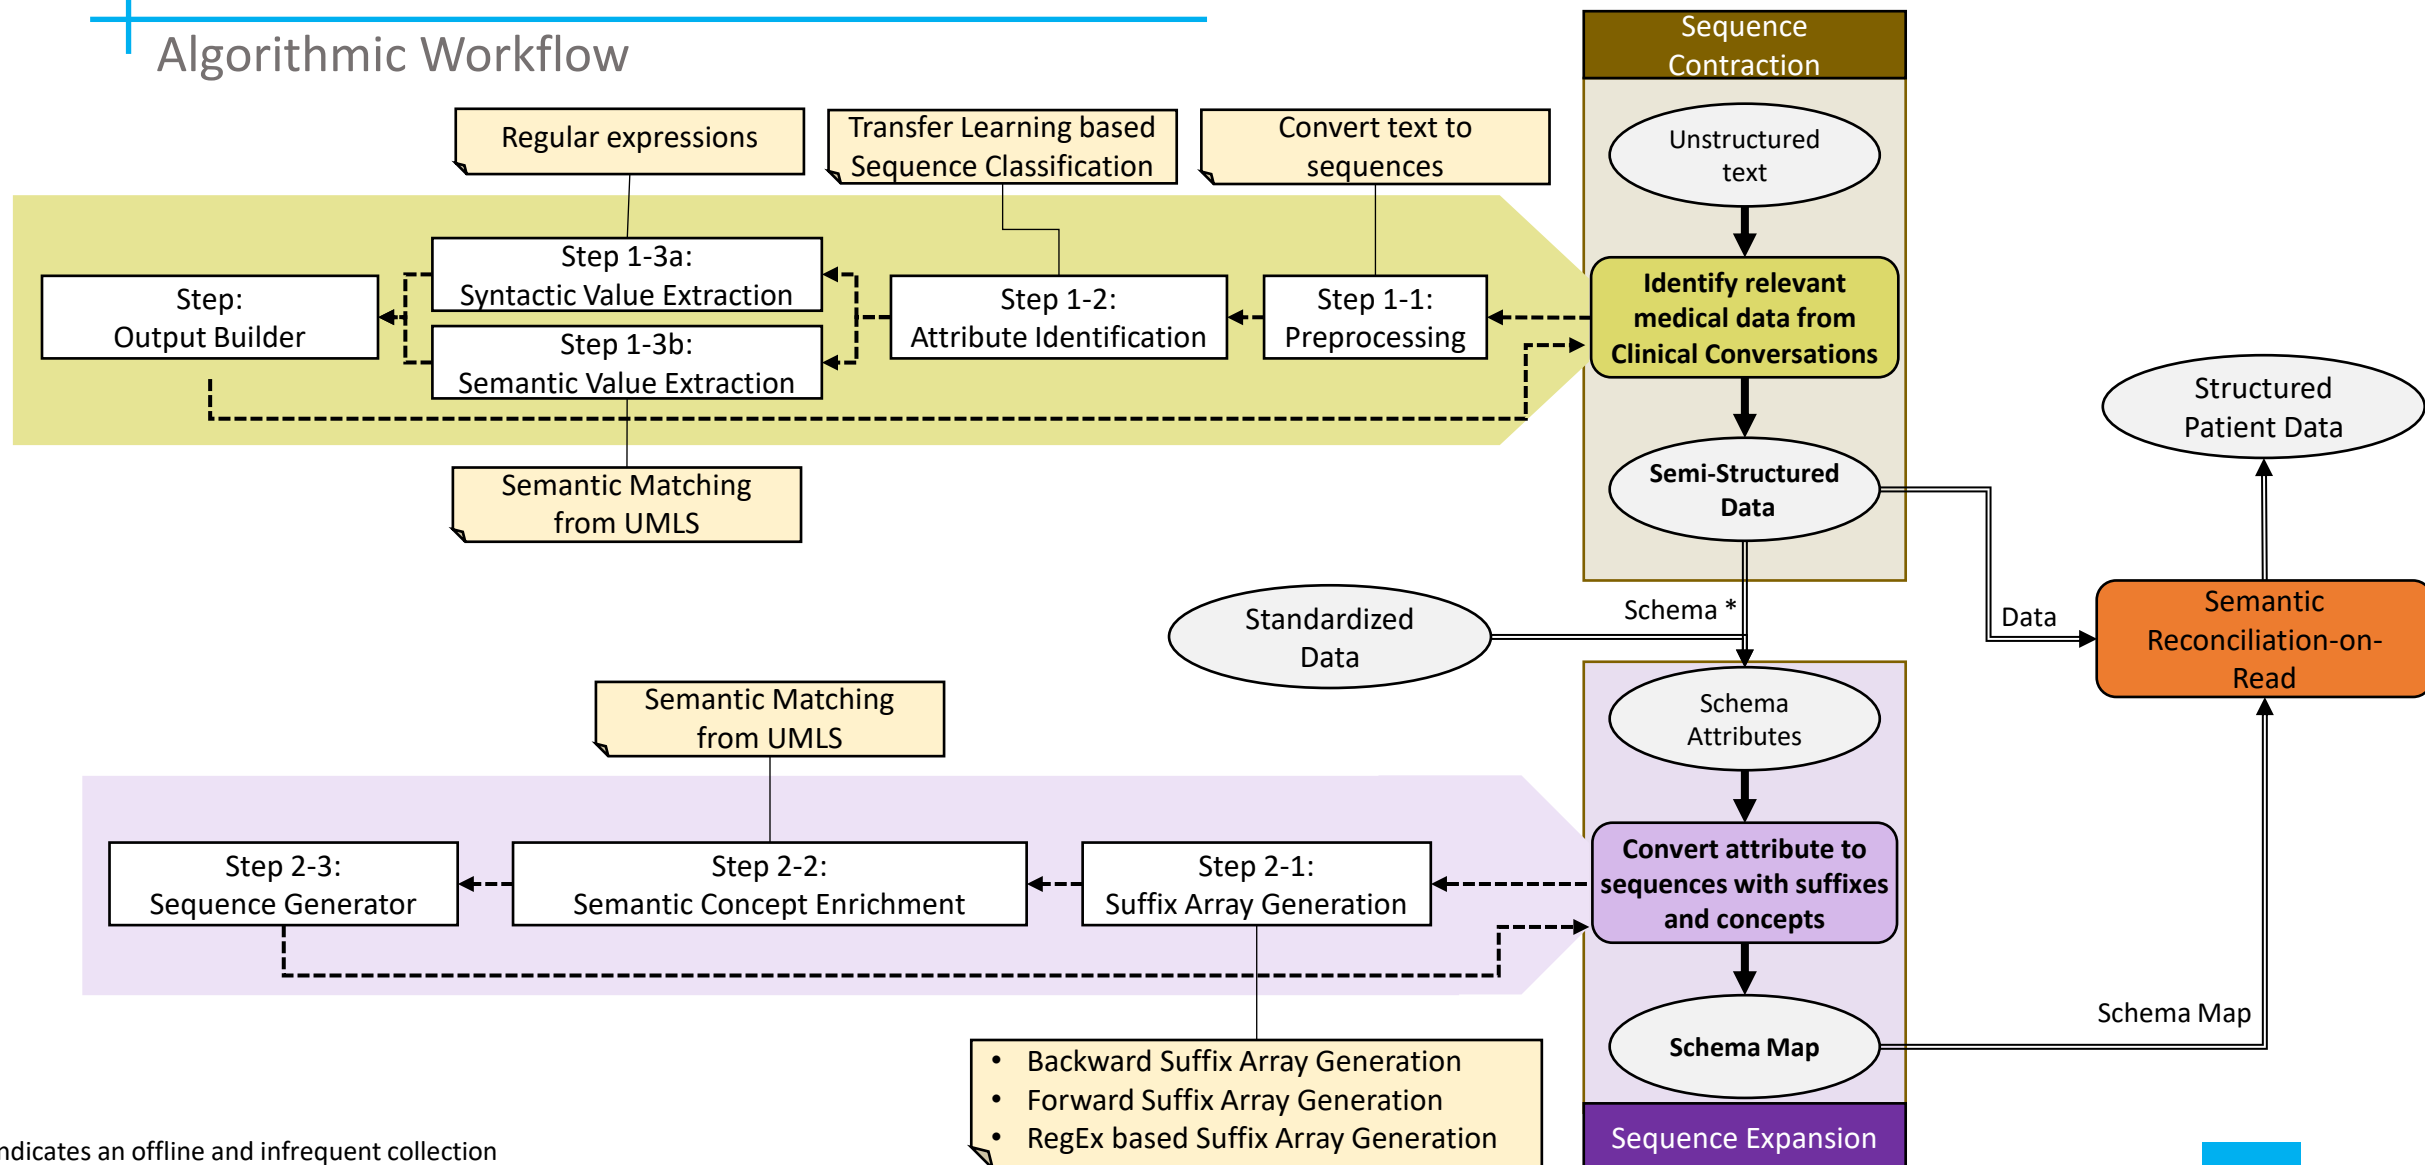 Algorithmic Workflow
Sequence
Contraction
Regular expressions
Transfer Learning based
Sequence Classification
Convert text to
sequences
Unstructured
text
Step:
Output Builder
Step 1-3a:
Syntactic Value Extraction
Step 1-3b:
Semantic Value Extraction
Step 1-2:
Attribute Identification
Step 1-1:
Preprocessing
Identify relevant
medical data from
Clinical Conversations
Semantic Matching
from UMLS
Semi-Structured
Data
Structured
Patient Data
Standardized
Data
Schema *
Data
Semantic
Reconciliation-on-
Read
Semantic Matching
from UMLS
Schema
Attributes
Step 2-3:
Sequence Generator
Step 2-2:
Semantic Concept Enrichment
Step 2-1:
Suffix Array Generation
Convert attribute to
sequences with suffixes
and concepts
Schema Map
Schema Map
• Backward Suffix Array Generation
• Forward Suffix Array Generation
• RegEx based Suffix Array Generation
Sequence Expansion
ndicates an offline and infrequent collection